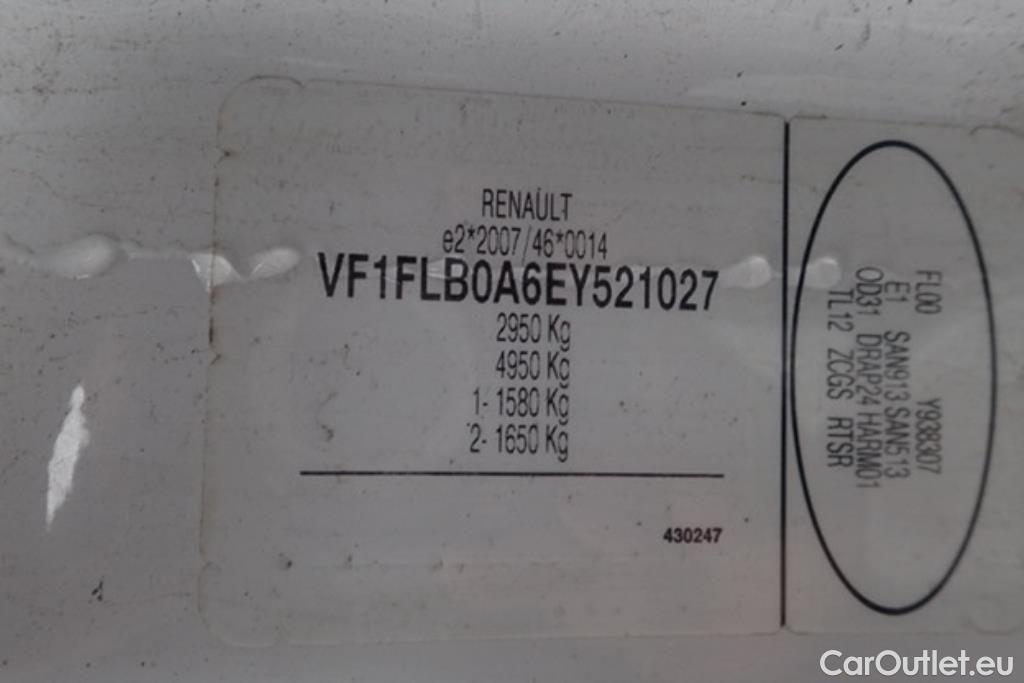 RENAULT
e2*2007/46*0014
VF1FLB0A6EY521027
2950 Kg
4950 Kg
1- 1580 Kg
2- 1650 Kg
430247
FL00 Y938307
E1 SAN913 SAN513
OD31 DRAP24 HARM01
TL12 ZCGS RTSR
CarOutlet.eu